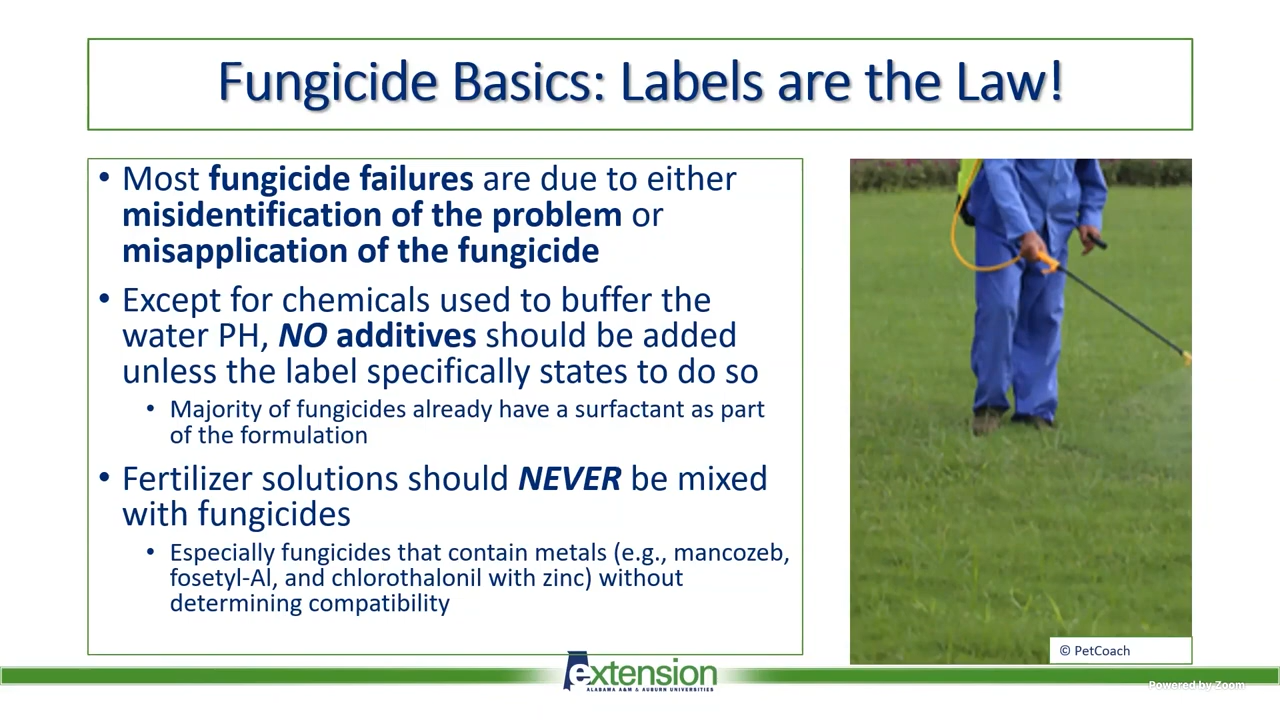 Fungicide Basics: Labels are the Law!
• Most fungicide failures are due to either
misidentification of the problem or
misapplication of the fungicide
• Except for chemicals used to buffer the
water PH, NO additives should be added
unless the label specifically states to do so
• Majority of fungicides already have a surfactant as part
of the formulation
• Fertilizer solutions should NEVER be mixed
with fungicides
• Especially fungicides that contain metals (e.g., mancozeb,
fosetyl-Al, and chlorothalonil with zinc) without
determining compatibility
© PetCoach
extension
ALABAMA A&M & AUBURN UNIVERSITIES
Powered by Zoom